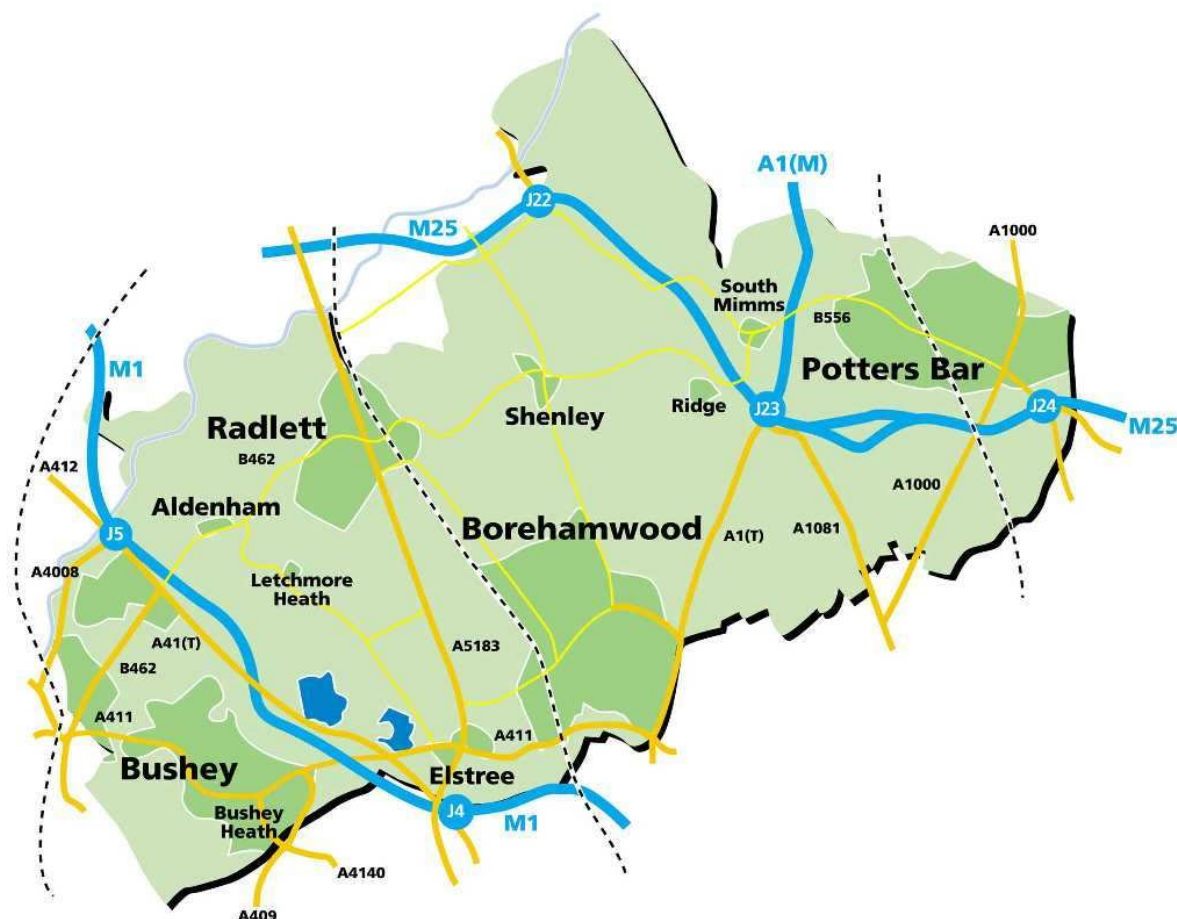 A1(M)
J22
M25
A1000
South
Mimms
B556
M1
Potters Bar
Radlett
Shenley
Ridge
J23
J24
M25
B462
A412
A1000
Aldenham
Borehamwood
A1(T)
A1081
J5
A4008
Letchmore
Heath
A41(T)
A5183
B462
A411
A411
Bushey
Elstree
Bushey
Heath
J4
M1
A4140
A409